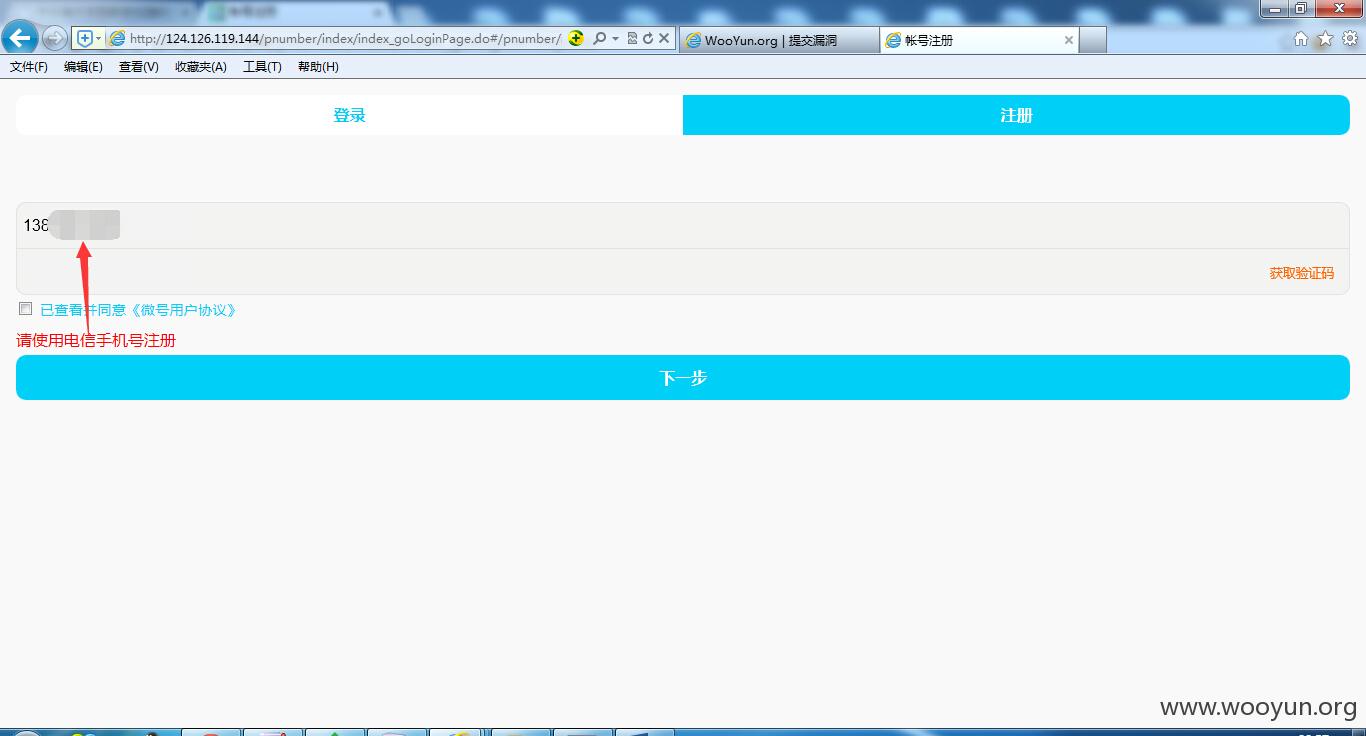 http://124.126.119.144/pnumber/index/index_goLoginPage.do#/pnumber/
WooYun.org | 提交漏洞
帐号注册
文件(F) 编辑(E) 查看(V) 收藏夹(A) 工具(T) 帮助(H)
登录
注册
138
获取验证码
已查看并同意《微号用户协议》
请使用电信手机号注册
下一步
www.wooyun.org